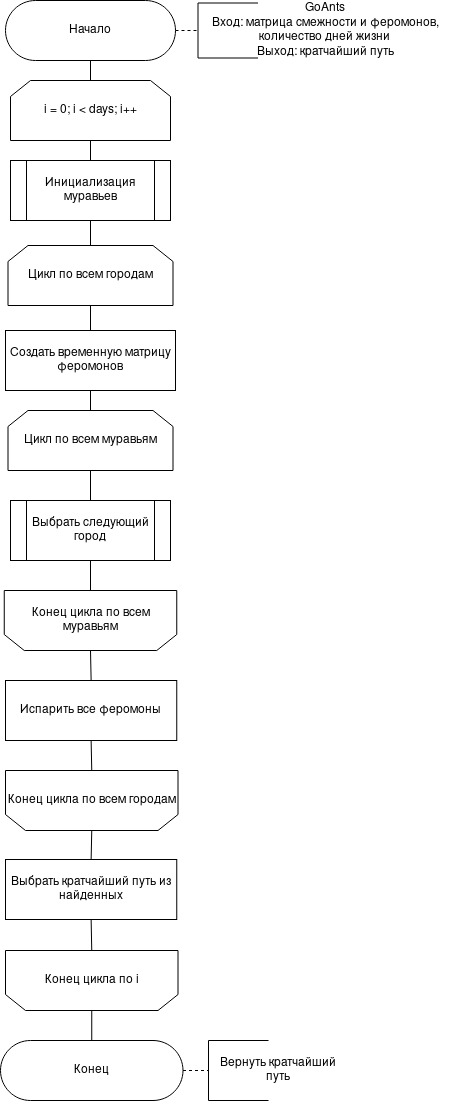 Начало
GoAnts
Вход: матрица смежности и феромонов,
количество дней жизни
Выход: кратчайший путь
i = 0; i < days; i++
Инициализация
муравьев
Цикл по всем городам
Создать временную матрицу
феромонов
Цикл по всем муравьям
Выбрать следующий
город
Конец цикла по всем
муравьям
Испарить все феромоны
Конец цикла по всем городам
Выбрать кратчайший путь из
найденных
Конец цикла по i
Конец
Вернуть кратчайший
путь